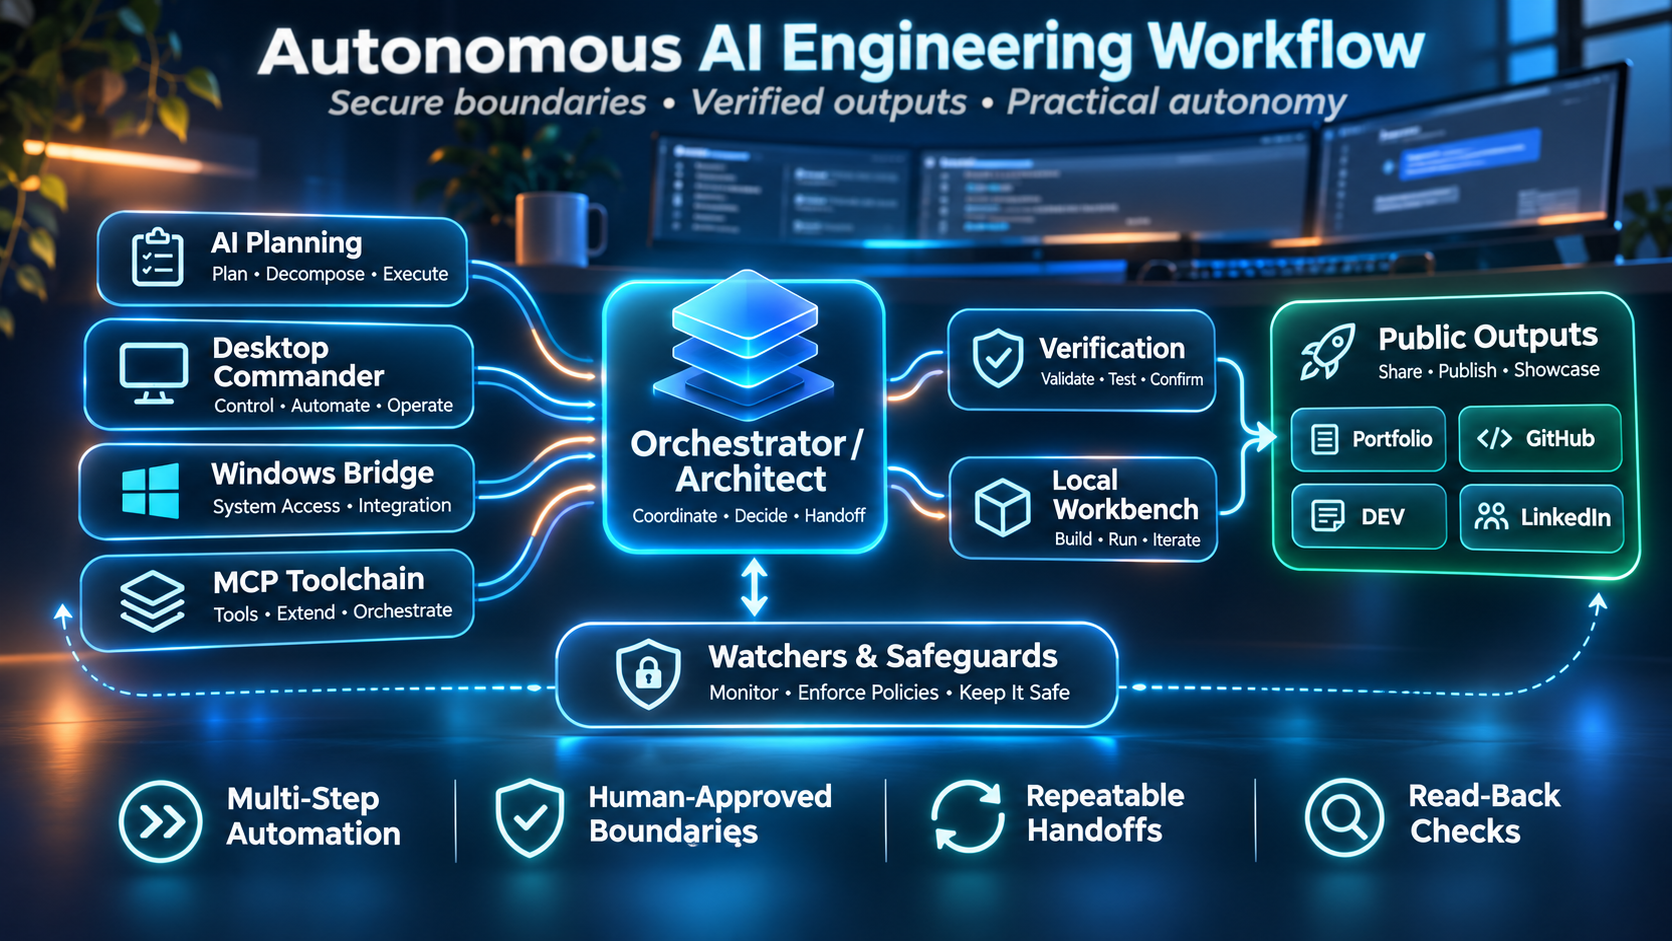 Autonomous AI Engineering Workflow
Secure boundaries • Verified outputs • Practical autonomy
AI Planning
Plan • Decompose • Execute
Desktop
Commander
Control • Automate • Operate
Windows Bridge
System Access • Integration
MCP Toolchain
Tools • Extend • Orchestrate
Orchestrator/
Architect
Coordinate • Decide • Handoff
Verification
Validate • Test • Confirm
Local
Workbench
Build • Run • Iterate
Public Outputs
Share • Publish • Showcase
Portfolio
GitHub
DEV
LinkedIn
Watchers & Safeguards
Monitor • Enforce Policies • Keep It Safe
Multi-Step
Automation
Human-Approved
Boundaries
Repeatable
Handoffs
Read-Back
Checks